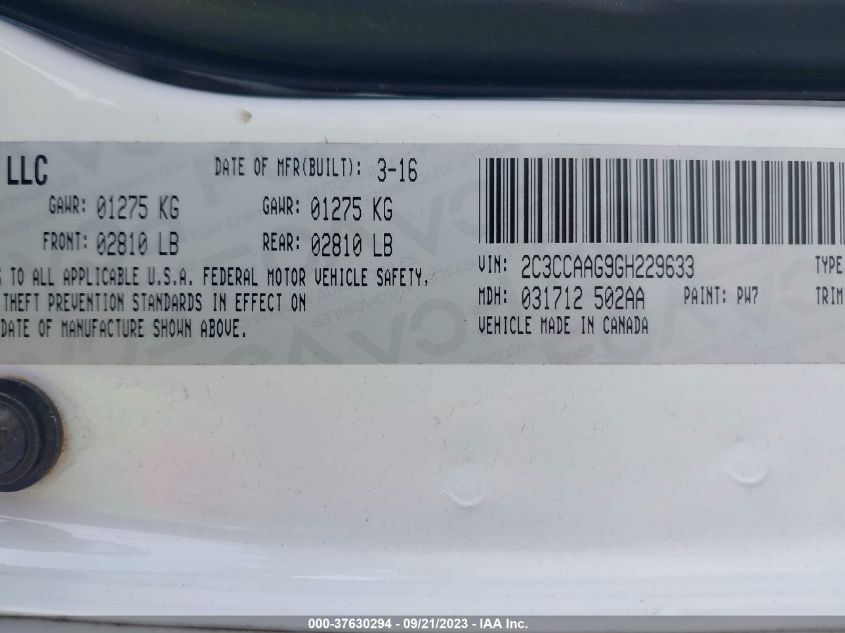 LLC DATE OF MFR(BUILT): 3-16
GAWR: 01275 KG GAWR: 01275 KG
FRONT: 02810 LB REAR: 02810 LB
S TO ALL APPLICABLE U.S.A. FEDERAL MOTOR VEHICLE SAFETY,
THEFT PREVENTION STANDARDS IN EFFECT ON
DATE OF MANUFACTURE SHOWN ABOVE.
VIN: 2C3CCAAG9GH229633 TYPE
MDH: 031712 502AA PAINT: PW7 TRIM
VEHICLE MADE IN CANADA
000-37630294 - 09/21/2023 - IAA Inc.